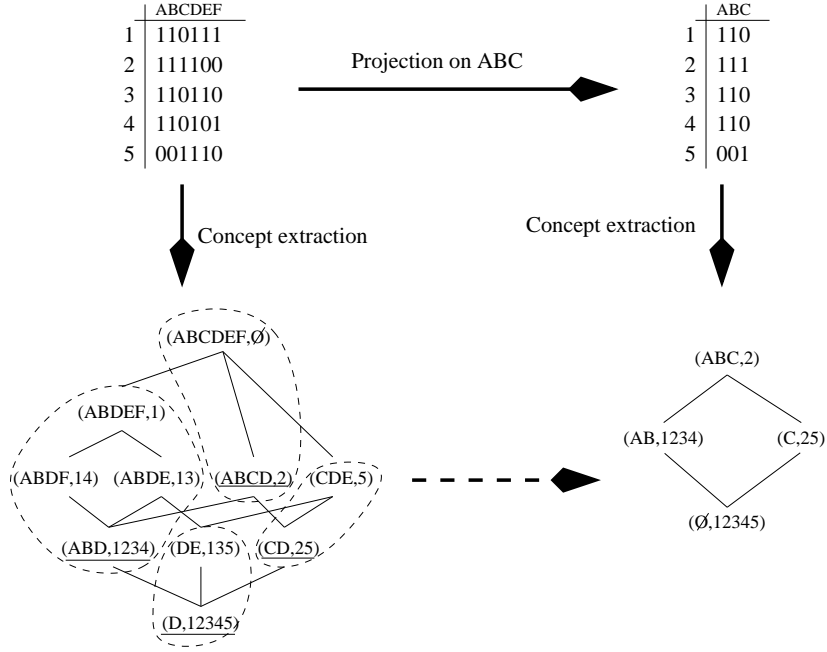 ABCDEF
1 110111
2 111100
3 110110
4 110101
5 001110
Projection on ABC
ABC
1 110
2 111
3 110
4 110
5 001
Concept extraction
Concept extraction
(ABCDEF,Ø)
(ABDEF,1)
(ABDF,14) (ABDE,13) (ABCD,2) (CDE,5)
(ABD,1234) (DE,135) (CD,25)
(D,12345)
(ABC,2)
(AB,1234) (C,25)
(Ø,12345)